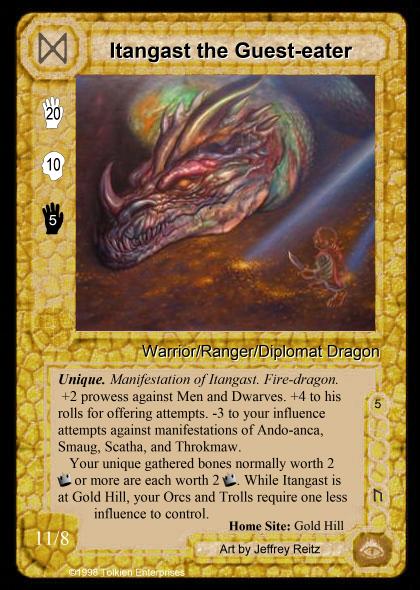 Itangast the Guest-eater
20
10
5
Warrior/Ranger/Diplomat Dragon
Unique. Manifestation of Itangast. Fire-dragon.
+2 prowess against Men and Dwarves. +4 to his
rolls for offering attempts. -3 to your influence
attempts against manifestations of Ando-anca,
Smaug, Scatha, and Throkmaw.
Your unique gathered bones normally worth 2
or more are each worth 2 . While Itangast is
at Gold Hill, your Orcs and Trolls require one less
influence to control.
5
Home Site: Gold Hill
11/8
Art by Jeffrey Reitz
©1998 Tolkien Enterprises